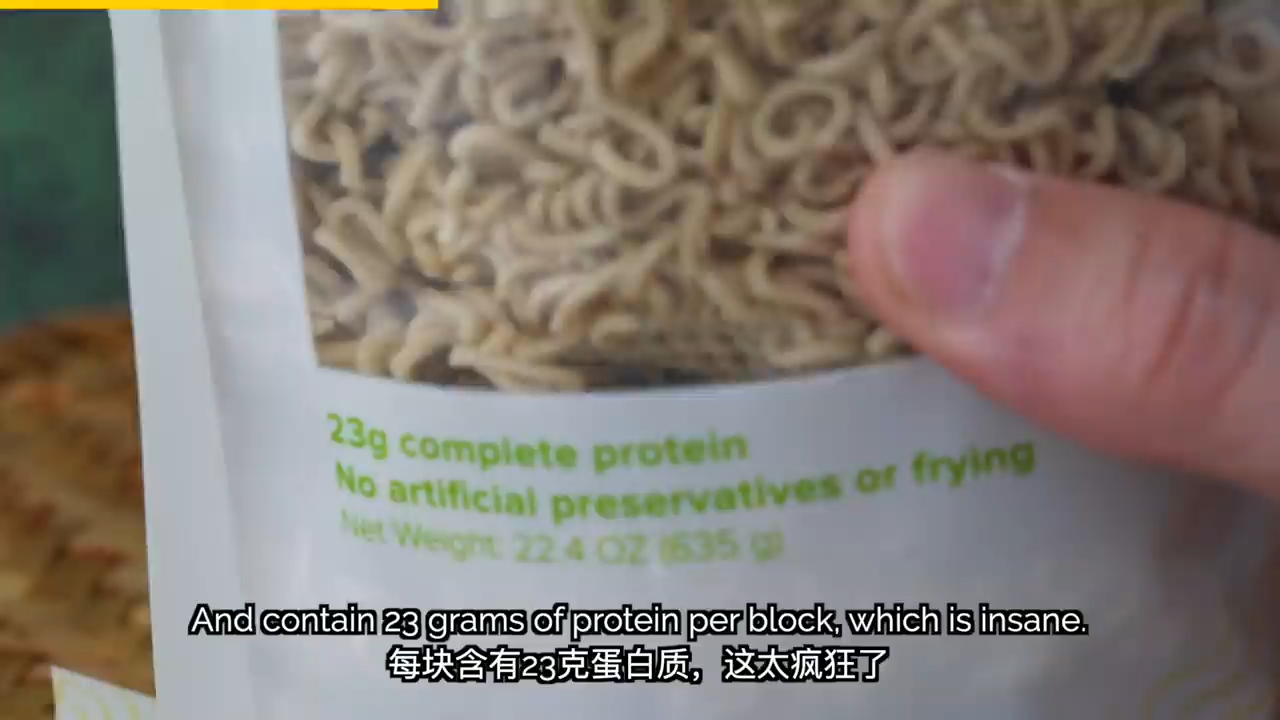 23g complete protein
No artificial preservatives or frying
Net Weight: 22.4 OZ (635 g)
And contain 23 grams of protein per block, which is insane.
每块含有23克蛋白质，这太疯狂了